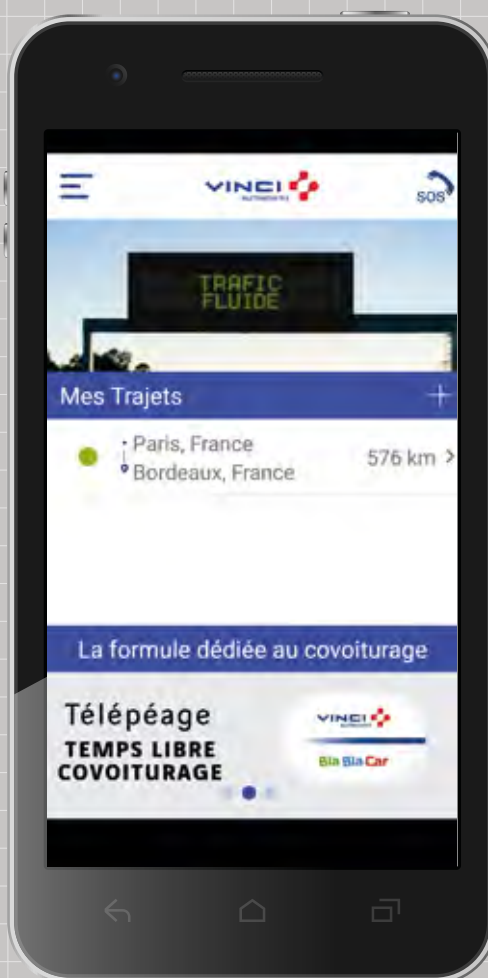 VINCI
AUTOROUTES
SOS
TRAFIC
FLUIDE
Mes Trajets
Paris, France
576 km
Bordeaux, France
La formule dédiée au covoiturage
Télépéage
TEMPS LIBRE
COVOITURAGE
VINCI
BlaBlaCar